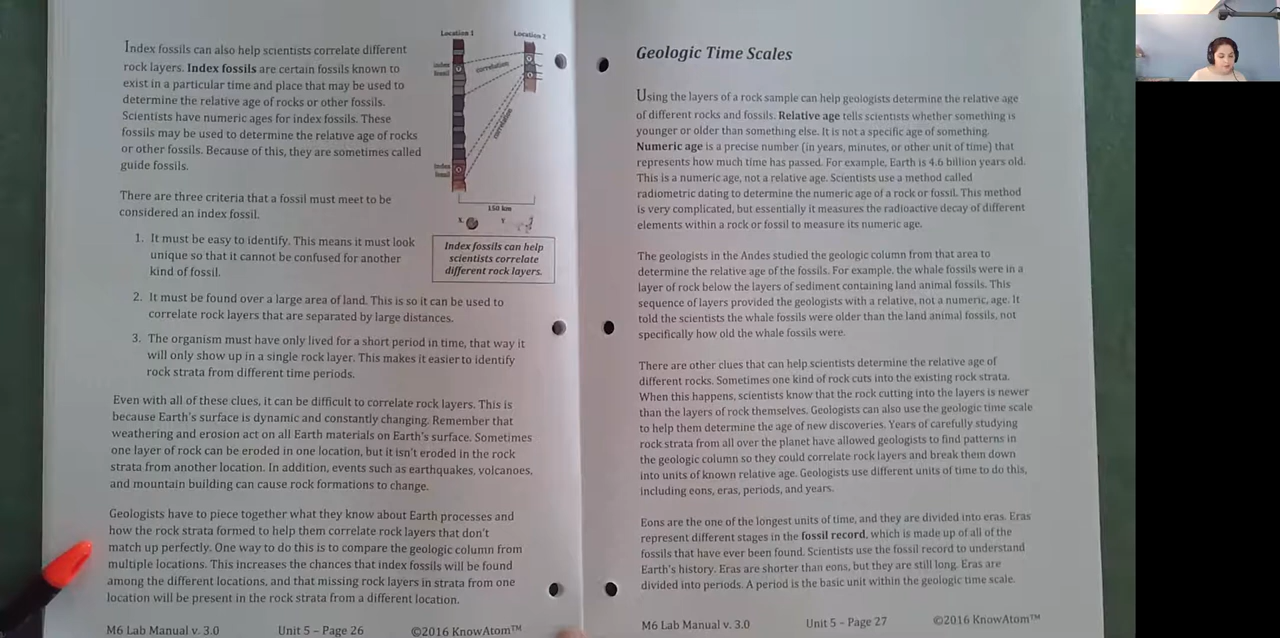 Index fossils can also help scientists correlate different
rock layers. Index fossils are certain fossils known to
exist in a particular time and place that may be used to
determine the relative age of rocks or other fossils.
Scientists have numeric ages for index fossils. These
fossils may be used to determine the relative age of rocks
or other fossils. Because of this, they are sometimes called
guide fossils.
Location 1
Location 2
index
fossil
correlation
correlation
index
fossil
150 km
X
Y
Index fossils can help
scientists correlate
different rock layers.
There are three criteria that a fossil must meet to be
considered an index fossil.
1. It must be easy to identify. This means it must look
unique so that it cannot be confused for another
kind of fossil.
2. It must be found over a large area of land. This is so it can be used to
correlate rock layers that are separated by large distances.
3. The organism must have only lived for a short period in time, that way it
will only show up in a single rock layer. This makes it easier to identify
rock strata from different time periods.
Even with all of these clues, it can be difficult to correlate rock layers. This is
because Earth's surface is dynamic and constantly changing. Remember that
weathering and erosion act on all Earth materials on Earth's surface. Sometimes
one layer of rock can be eroded in one location, but it isn't eroded in the rock
strata from another location. In addition, events such as earthquakes, volcanoes,
and mountain building can cause rock formations to change.
Geologists have to piece together what they know about Earth processes and
how the rock strata formed to help them correlate rock layers that don't
match up perfectly. One way to do this is to compare the geologic column from
multiple locations. This increases the chances that index fossils will be found
among the different locations, and that missing rock layers in strata from one
location will be present in the rock strata from a different location.
M6 Lab Manual v. 3.0 Unit 5 – Page 26 ©2016 KnowAtom™
Geologic Time Scales
Using the layers of a rock sample can help geologists determine the relative age
of different rocks and fossils. Relative age tells scientists whether something is
younger or older than something else. It is not a specific age of something.
Numeric age is a precise number (in years, minutes, or other unit of time) that
represents how much time has passed. For example, Earth is 4.6 billion years old.
This is a numeric age, not a relative age. Scientists use a method called
radiometric dating to determine the numeric age of a rock or fossil. This method
is very complicated, but essentially it measures the radioactive decay of different
elements within a rock or fossil to measure its numeric age.
The geologists in the Andes studied the geologic column from that area to
determine the relative age of the fossils. For example, the whale fossils were in a
layer of rock below the layers of sediment containing land animal fossils. This
sequence of layers provided the geologists with a relative, not a numeric, age. It
told the scientists the whale fossils were older than the land animal fossils, not
specifically how old the whale fossils were.
There are other clues that can help scientists determine the relative age of
different rocks. Sometimes one kind of rock cuts into the existing rock strata.
When this happens, scientists know that the rock cutting into the layers is newer
than the layers of rock themselves. Geologists can also use the geologic time scale
to help them determine the age of new discoveries. Years of carefully studying
rock strata from all over the planet have allowed geologists to find patterns in
the geologic column so they could correlate rock layers and break them down
into units of known relative age. Geologists use different units of time to do this,
including eons, eras, periods, and years.
Eons are the one of the longest units of time, and they are divided into eras. Eras
represent different stages in the fossil record, which is made up of all of the
fossils that have ever been found. Scientists use the fossil record to understand
Earth's history. Eras are shorter than eons, but they are still long. Eras are
divided into periods. A period is the basic unit within the geologic time scale.
M6 Lab Manual v. 3.0 Unit 5 – Page 27 ©2016 KnowAtom™